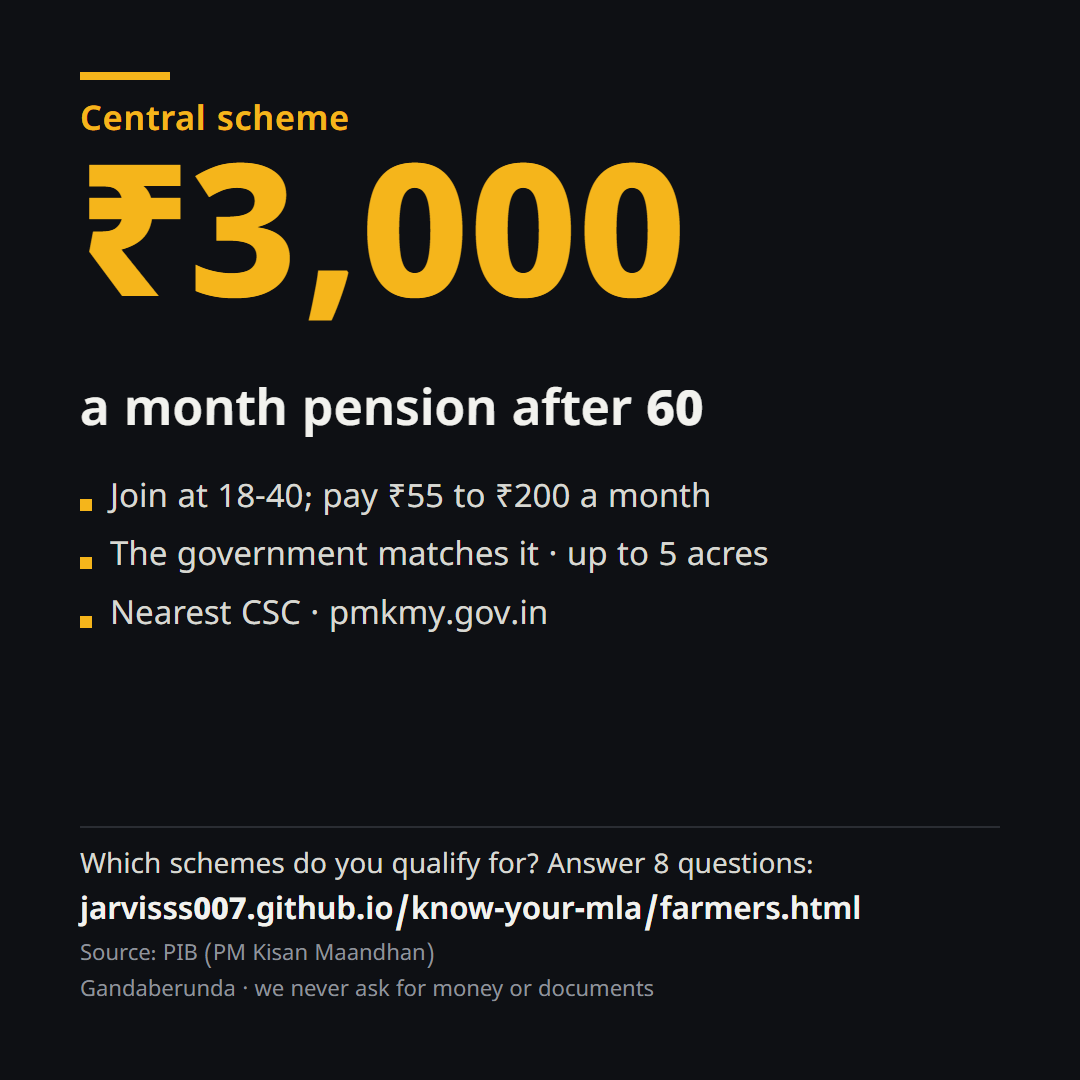 Central scheme
₹3,000
a month pension after 60
Join at 18-40; pay ₹55 to ₹200 a month
The government matches it · up to 5 acres
Nearest CSC · pmkmy.gov.in
Which schemes do you qualify for? Answer 8 questions:
jarvisss007.github.io/know-your-mla/farmers.html
Source: PIB (PM Kisan Maandhan)
Gandaberunda · we never ask for money or documents